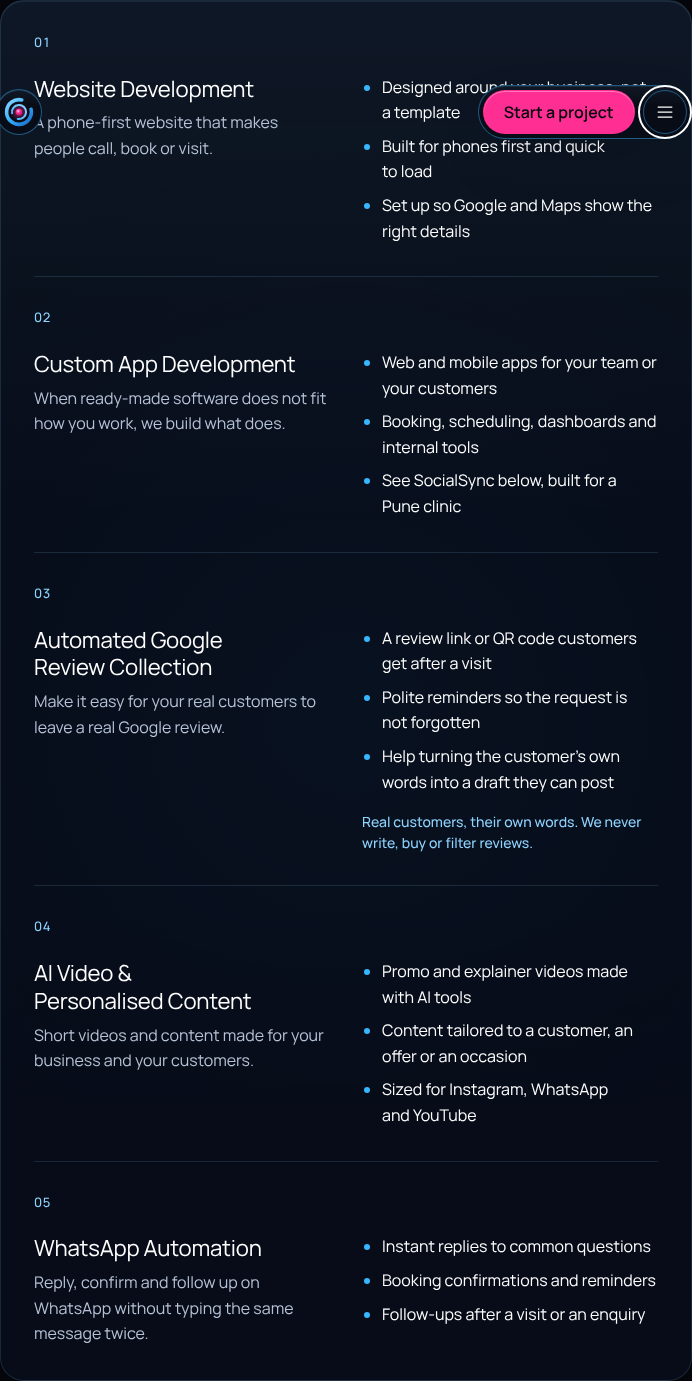 01
Website Development
A phone-first website that makes
people call, book or visit.
Designed around your business, not
a template
Start a project
Built for phones first and quick
to load
Set up so Google and Maps show the
right details
02
Custom App Development
When ready-made software does not fit
how you work, we build what does.
Web and mobile apps for your team or
your customers
Booking, scheduling, dashboards and
internal tools
See SocialSync below, built for a
Pune clinic
03
Automated Google
Review Collection
Make it easy for your real customers to
leave a real Google review.
A review link or QR code customers
get after a visit
Polite reminders so the request is
not forgotten
Help turning the customer's own
words into a draft they can post
Real customers, their own words. We never
write, buy or filter reviews.
04
AI Video &
Personalised Content
Short videos and content made for your
business and your customers.
Promo and explainer videos made
with AI tools
Content tailored to a customer, an
offer or an occasion
Sized for Instagram, WhatsApp
and YouTube
05
WhatsApp Automation
Reply, confirm and follow up on
WhatsApp without typing the same
message twice.
Instant replies to common questions
Booking confirmations and reminders
Follow-ups after a visit or an enquiry